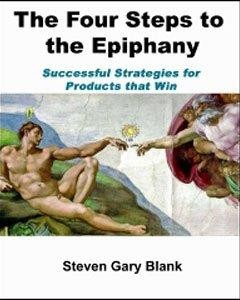 The Four Steps to
the Epiphany
Successful Strategies for
Products that Win
Steven Gary Blank